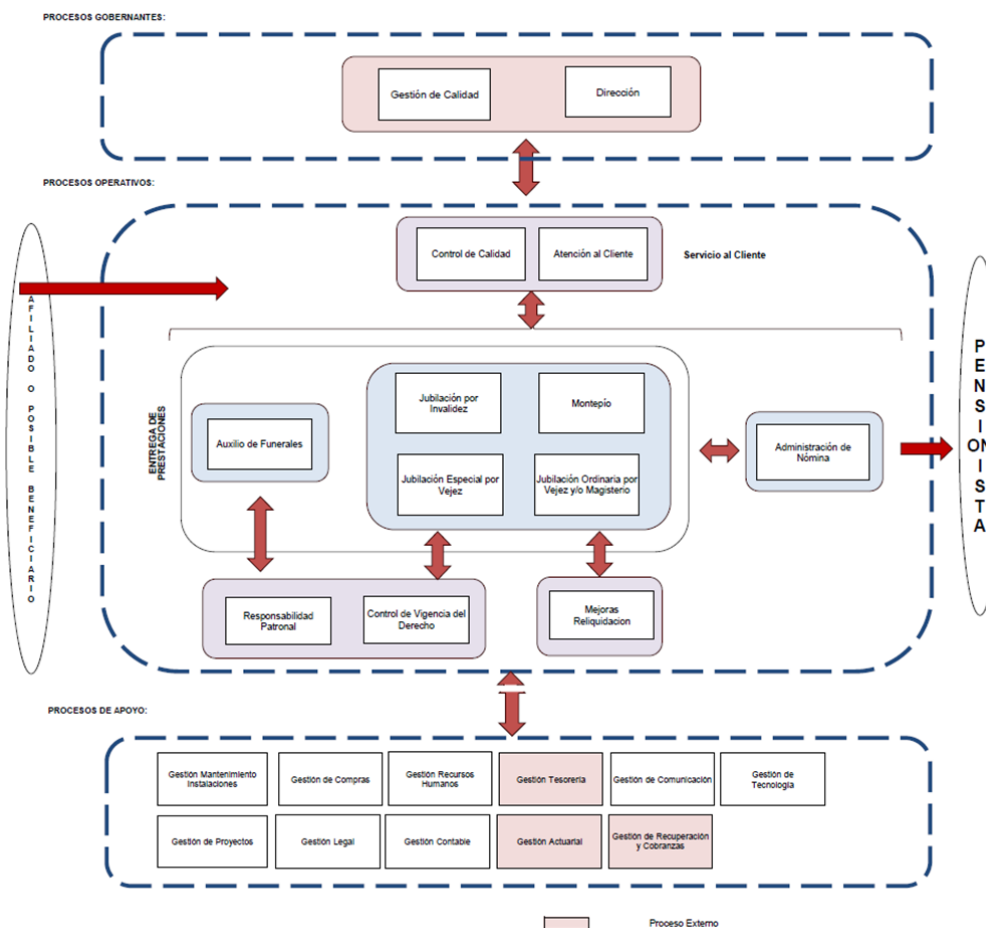 PROCESOS GOBERNANTES:
Gestión de Calidad
Dirección
PROCESOS OPERATIVOS:
Control de Calidad
Atención al Cliente
Servicio al Cliente
AFILIADO O POSIBLE BENEFICIARIO
ENTREGA DE
PRESTACIONES
Auxilio de Funerales
Jubilación por
Invalidez
Montepío
Jubilación Especial por
Vejez
Jubilación Ordinaria por
Vejez y/o Magisterio
Administración de
Nómina
PENSIONISTA
Responsabilidad
Patronal
Control de Vigencia del
Derecho
Mejoras
Reliquidacion
PROCESOS DE APOYO:
Gestión Mantenimiento
Instalaciones
Gestión de Compras
Gestión Recursos
Humanos
Gestión Tesorería
Gestión de Comunicación
Gestión de
Tecnología
Gestión de Proyectos
Gestión Legal
Gestión Contable
Gestión Actuarial
Gestión de Recuperación
y Cobranzas
Proceso Externo